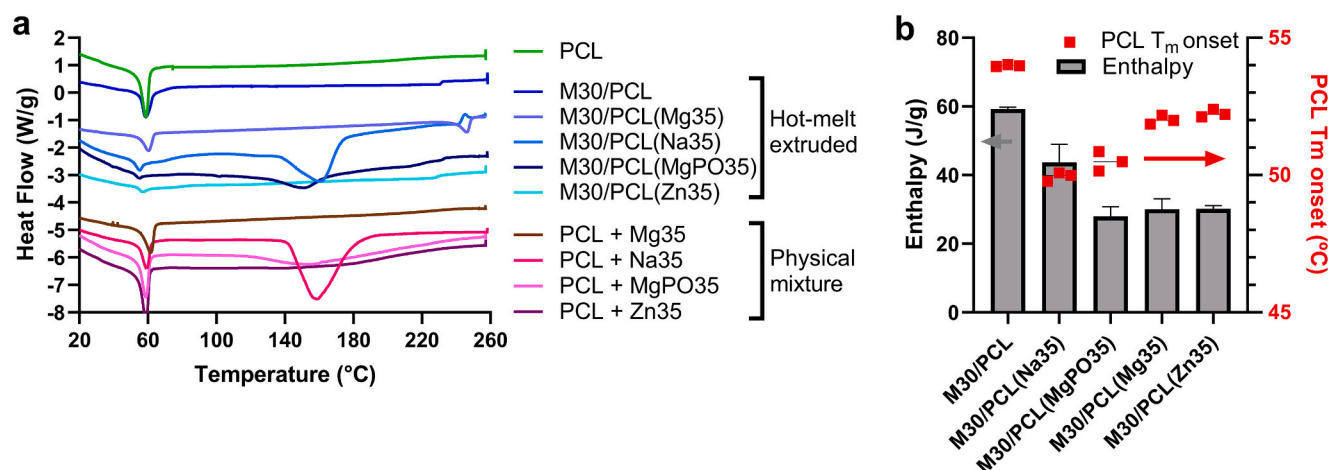 a
2
1
0
-1
-2
-3
-4
-5
-6
-7
-8
Heat Flow (W/g)
20
60
100
140
180
220
260
Temperature (°C)
PCL
M30/PCL
M30/PCL(Mg35)
M30/PCL(Na35)
M30/PCL(MgPO35)
M30/PCL(Zn35)
Hot-melt
extruded
PCL + Mg35
PCL + Na35
PCL + MgPO35
PCL + Zn35
Physical
mixture
b
80
60
40
20
0
Enthalpy (J/g)
PCL Tm onset
Enthalpy
55
50
45
PCL Tm onset
(ºC)
M30/PCL
M30/PCL(Na35)
M30/PCL(MgPO35)
M30/PCL(Mg35)
M30/PCL(Zn35)